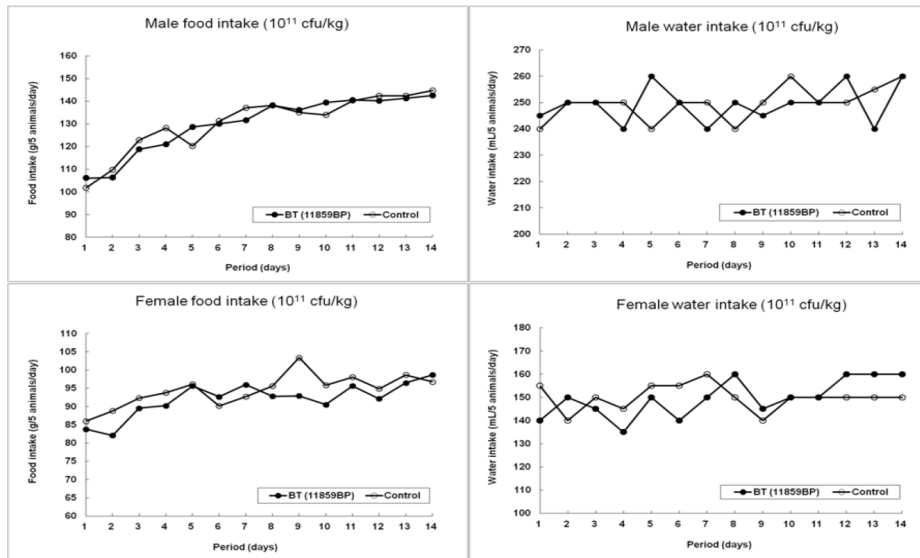 Male food intake (10¹¹ cfu/kg)
Food intake (g/5 animals/day)
160
150
140
130
120
110
100
90
80
BT (11859BP) Control
1 2 3 4 5 6 7 8 9 10 11 12 13 14
Period (days)
Male water intake (10¹¹ cfu/kg)
Water intake (mL/5 animals/day)
270
260
250
240
230
220
210
200
BT (11859BP) Control
1 2 3 4 5 6 7 8 9 10 11 12 13 14
Period (days)
Female food intake (10¹¹ cfu/kg)
Food intake (g/5 animals/day)
110
105
100
95
90
85
80
75
70
65
60
BT (11859BP) Control
1 2 3 4 5 6 7 8 9 10 11 12 13 14
Period (days)
Female water intake (10¹¹ cfu/kg)
Water intake (mL/5 animals/day)
180
170
160
150
140
130
120
110
100
BT (11859BP) Control
1 2 3 4 5 6 7 8 9 10 11 12 13 14
Period (days)